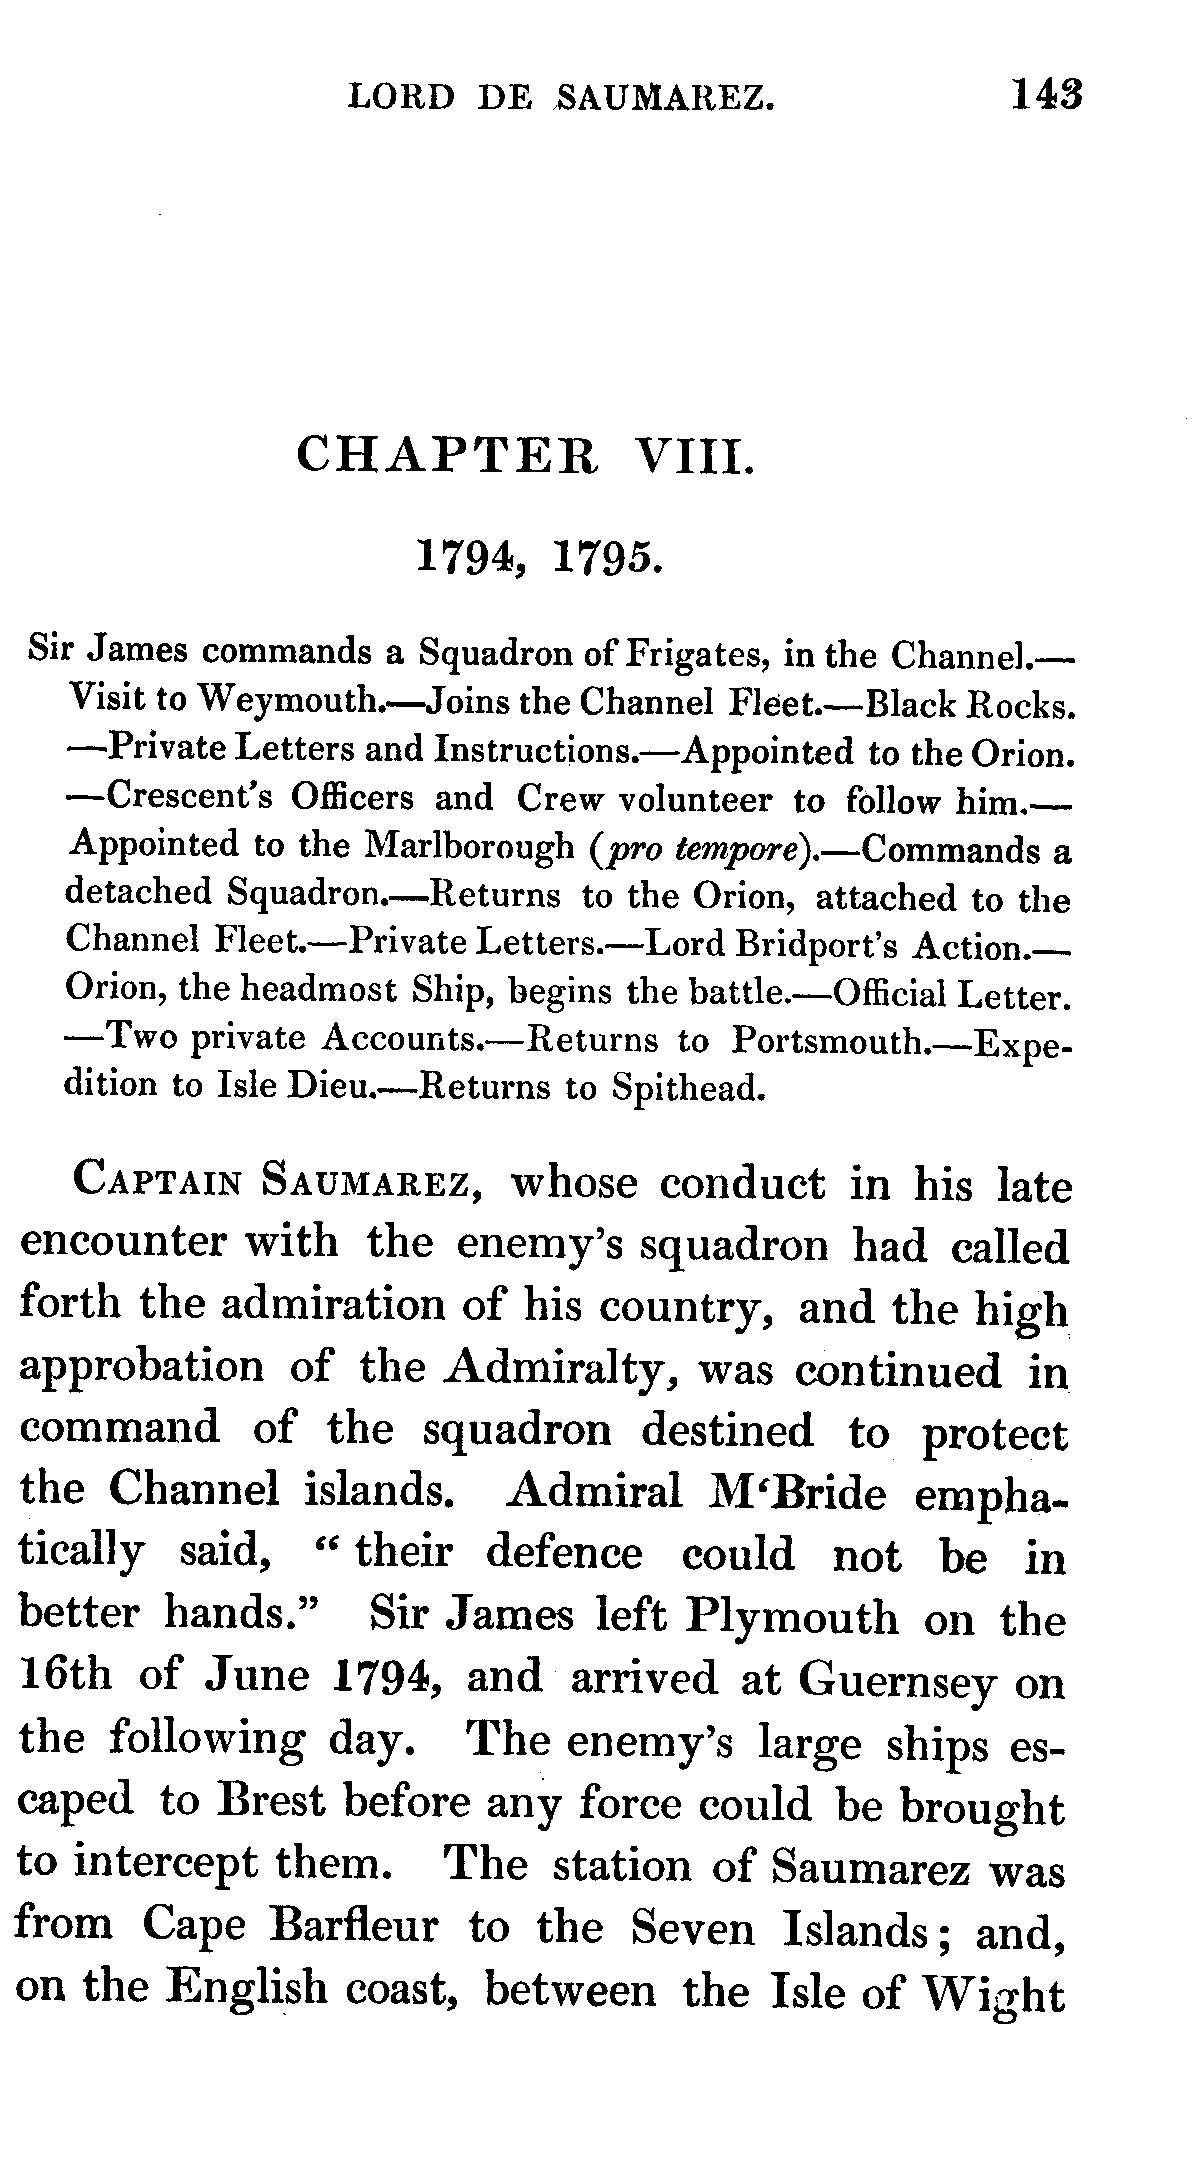 LORD DE SAUMAREZ. 143
CHAPTER VIII.
1794, 1795.
Sir James commands a Squadron of Frigates, in the Channel.—
Visit to Weymouth.—Joins the Channel Fleet.—Black Rocks.
—Private Letters and Instructions.—Appointed to the Orion.
—Crescent's Officers and Crew volunteer to follow him.—
Appointed to the Marlborough (pro tempore).—Commands a
detached Squadron.—Returns to the Orion, attached to the
Channel Fleet.—Private Letters.—Lord Bridport's Action.—
Orion, the headmost Ship, begins the battle.—Official Letter.
—Two private Accounts.—Returns to Portsmouth.—Expe-
dition to Isle Dieu.—Returns to Spithead.
CAPTAIN SAUMAREZ, whose conduct in his late
encounter with the enemy's squadron had called
forth the admiration of his country, and the high
approbation of the Admiralty, was continued in
command of the squadron destined to protect
the Channel islands. Admiral M‘Bride empha-
tically said, “ their defence could not be in
better hands.” Sir James left Plymouth on the
16th of June 1794, and arrived at Guernsey on
the following day. The enemy's large ships es-
caped to Brest before any force could be brought
to intercept them. The station of Saumarez was
from Cape Barfleur to the Seven Islands; and,
on the English coast, between the Isle of Wight